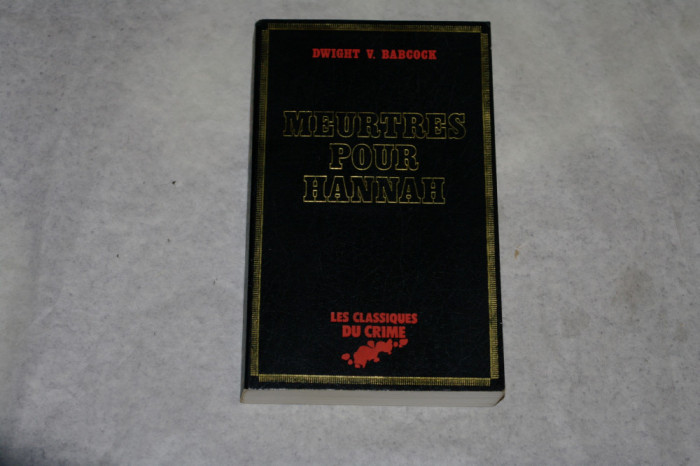 DWIGHT V. BABCOCK
MEURTRES
POUR
HANNAH
LES CLASSIQUES
DU CRIME